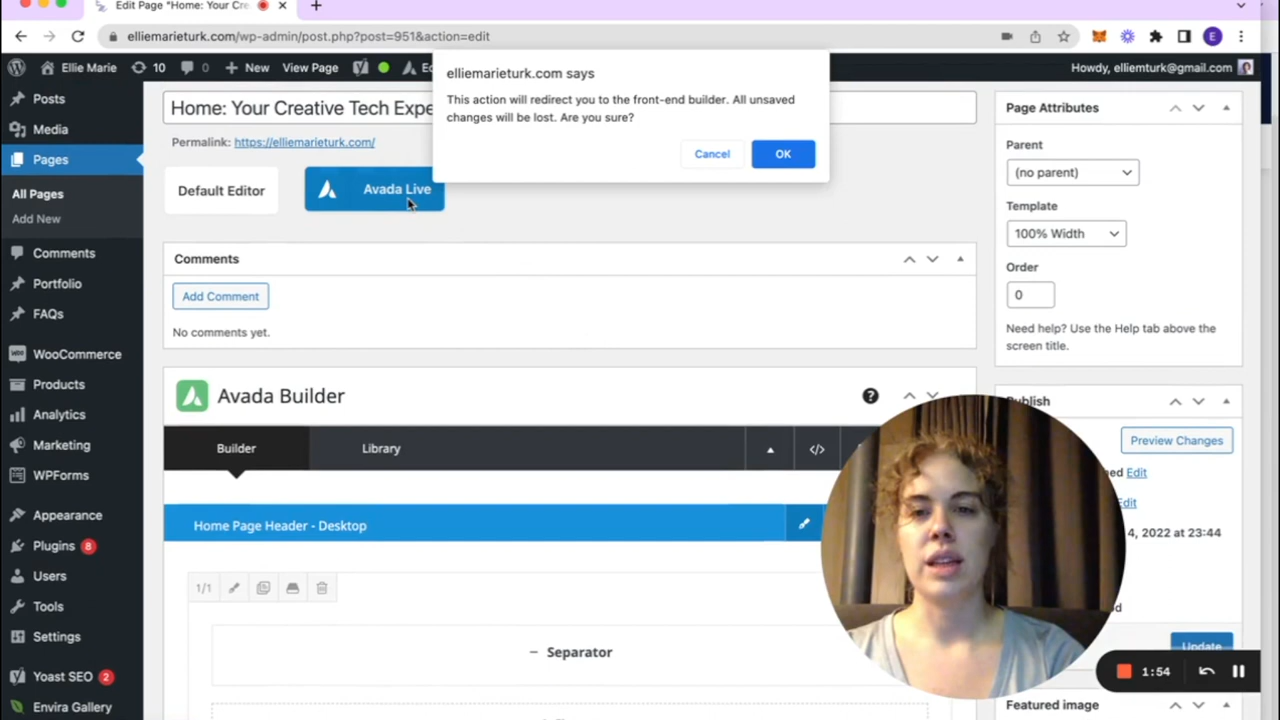 Edit Page "Home: Your Cre
elliemarieturk.com/wp-admin/post.php?post=951&action=edit
E
Ellie Marie
10
0
New
View Page
Howdy, elliemturk@gmail.com
elliemarieturk.com says
This action will redirect you to the front-end builder. All unsaved
changes will be lost. Are you sure?
Cancel
OK
Posts
Media
Pages
All Pages
Add New
Comments
Portfolio
FAQs
WooCommerce
Products
Analytics
Marketing
WPForms
Appearance
Plugins 8
Users
Tools
Settings
Yoast SEO 2
Envira Gallery
Home: Your Creative Tech Expe
Permalink: https://elliemarieturk.com/
Default Editor
Avada Live
Comments
Add Comment
No comments yet.
Avada Builder
?
Builder
Library
</>
Home Page Header - Desktop
1/1
– Separator
Page Attributes
Parent
(no parent)
Template
100% Width
Order
0
Need help? Use the Help tab above the
screen title.
Publish
Preview Changes
Edit
Edit
4, 2022 at 23:44
Update
1:54
Featured image